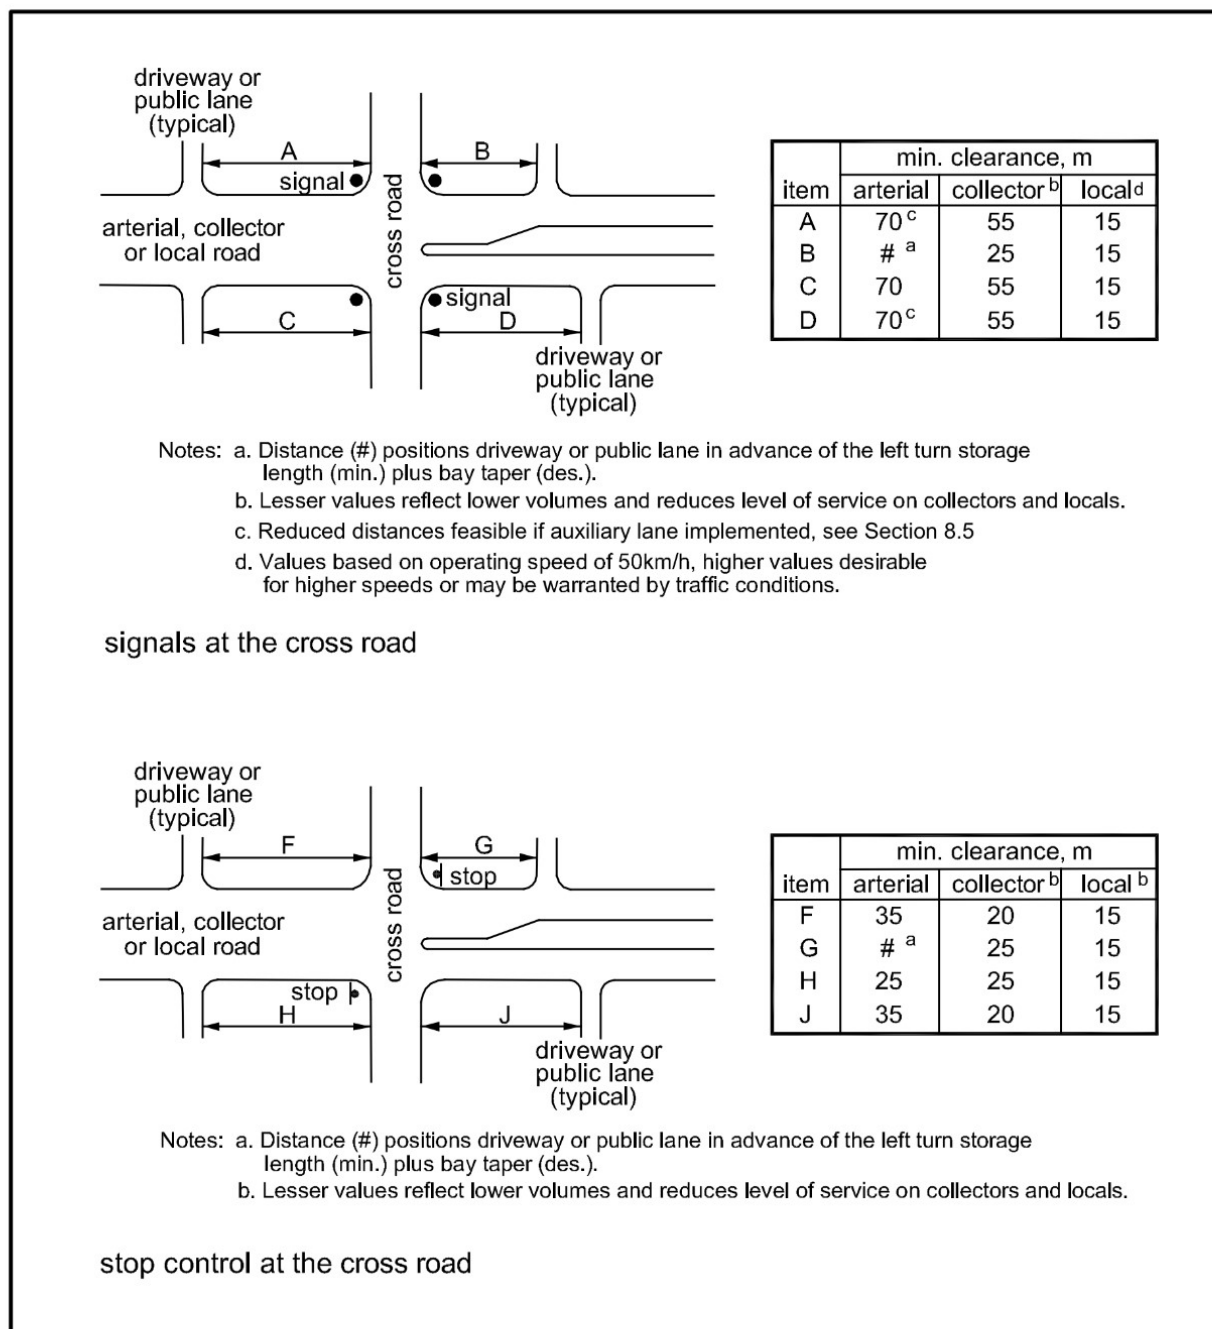 driveway or
public lane
(typical)
A
B
signal
signal
arterial, collector
or local road
cross road
C
D
driveway or
public lane
(typical)
min. clearance, m
item arterial collector b local d
A 70 c 55 15
B # a 25 15
C 70 55 15
D 70 c 55 15
Notes: a. Distance (#) positions driveway or public lane in advance of the left turn storage
length (min.) plus bay taper (des.).
b. Lesser values reflect lower volumes and reduces level of service on collectors and locals.
c. Reduced distances feasible if auxiliary lane implemented, see Section 8.5
d. Values based on operating speed of 50km/h, higher values desirable
for higher speeds or may be warranted by traffic conditions.
signals at the cross road
driveway or
public lane
(typical)
F
G
stop
arterial, collector
or local road
cross road
stop
H
J
driveway or
public lane
(typical)
min. clearance, m
item arterial collector b local b
F 35 20 15
G # a 25 15
H 25 25 15
J 35 20 15
Notes: a. Distance (#) positions driveway or public lane in advance of the left turn storage
length (min.) plus bay taper (des.).
b. Lesser values reflect lower volumes and reduces level of service on collectors and locals.
stop control at the cross road